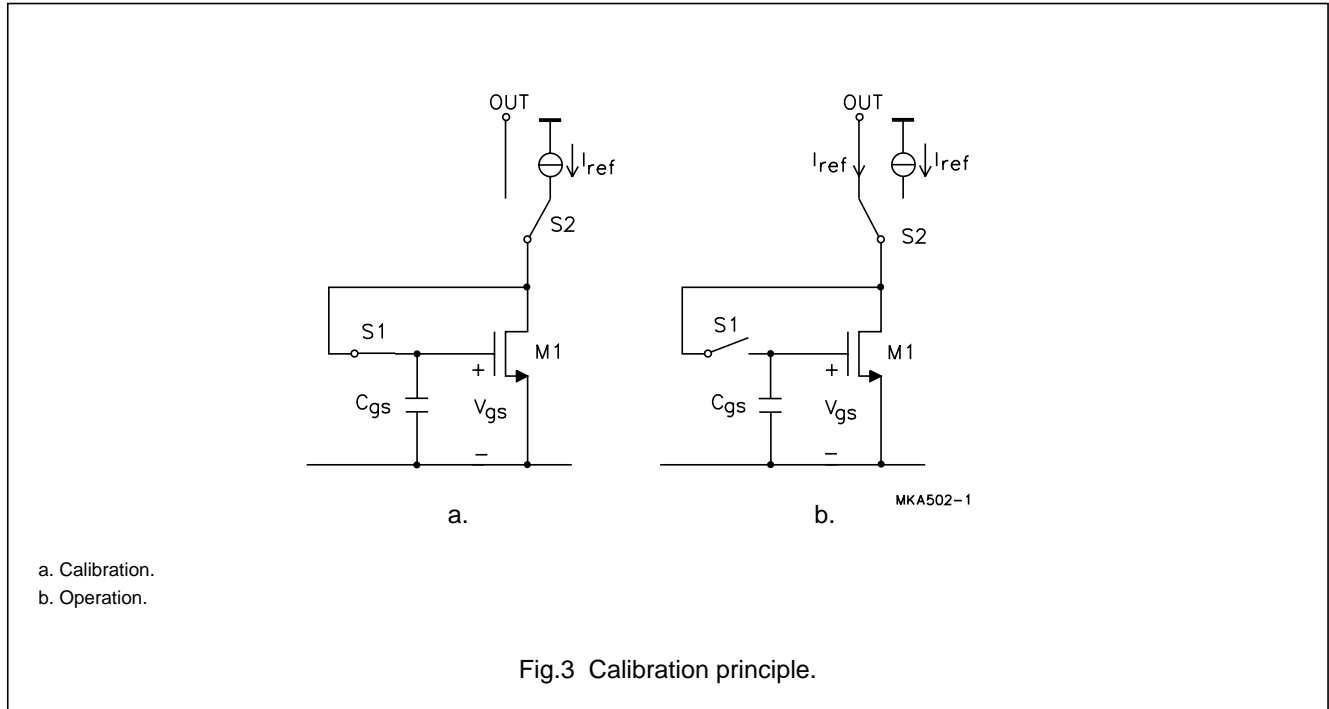 OUT
Iref
S2
S1
M1
+
Cgs
Vgs
−
a.
OUT
Iref
Iref
S2
S1
M1
+
Cgs
Vgs
−
b.
MKA502-1
a. Calibration.
b. Operation.
Fig.3 Calibration principle.